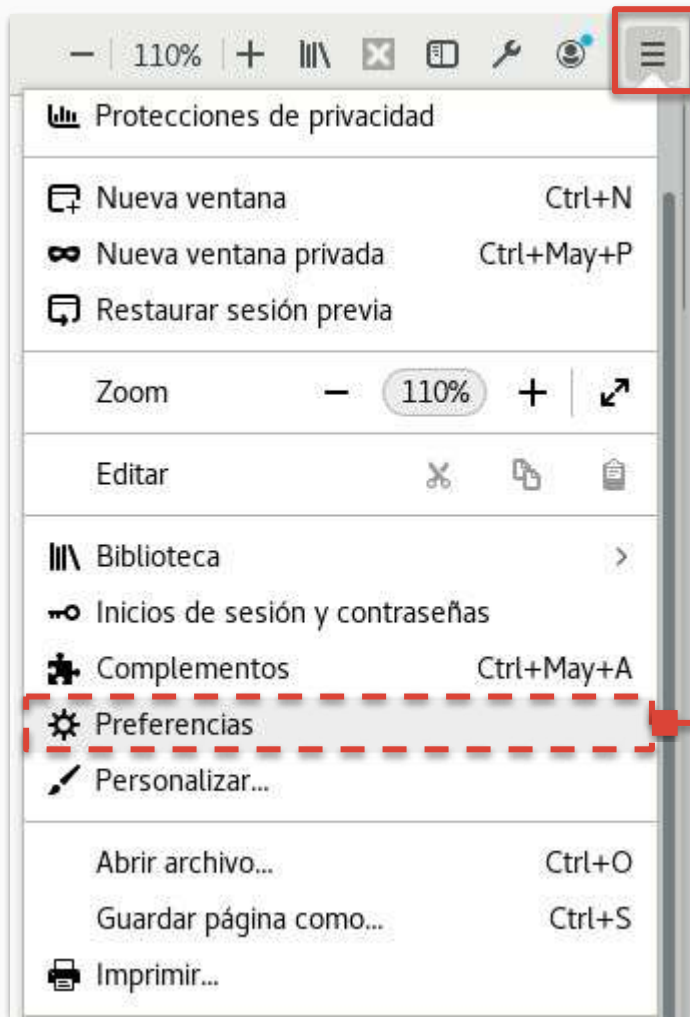 110%
Protecciones de privacidad
Nueva ventana Ctrl+N
Nueva ventana privada Ctrl+May+P
Restaurar sesión previa
Zoom 110%
Editar
Biblioteca
Inicios de sesión y contraseñas
Complementos Ctrl+May+A
Preferencias
Personalizar...
Abrir archivo... Ctrl+O
Guardar página como... Ctrl+S
Imprimir...